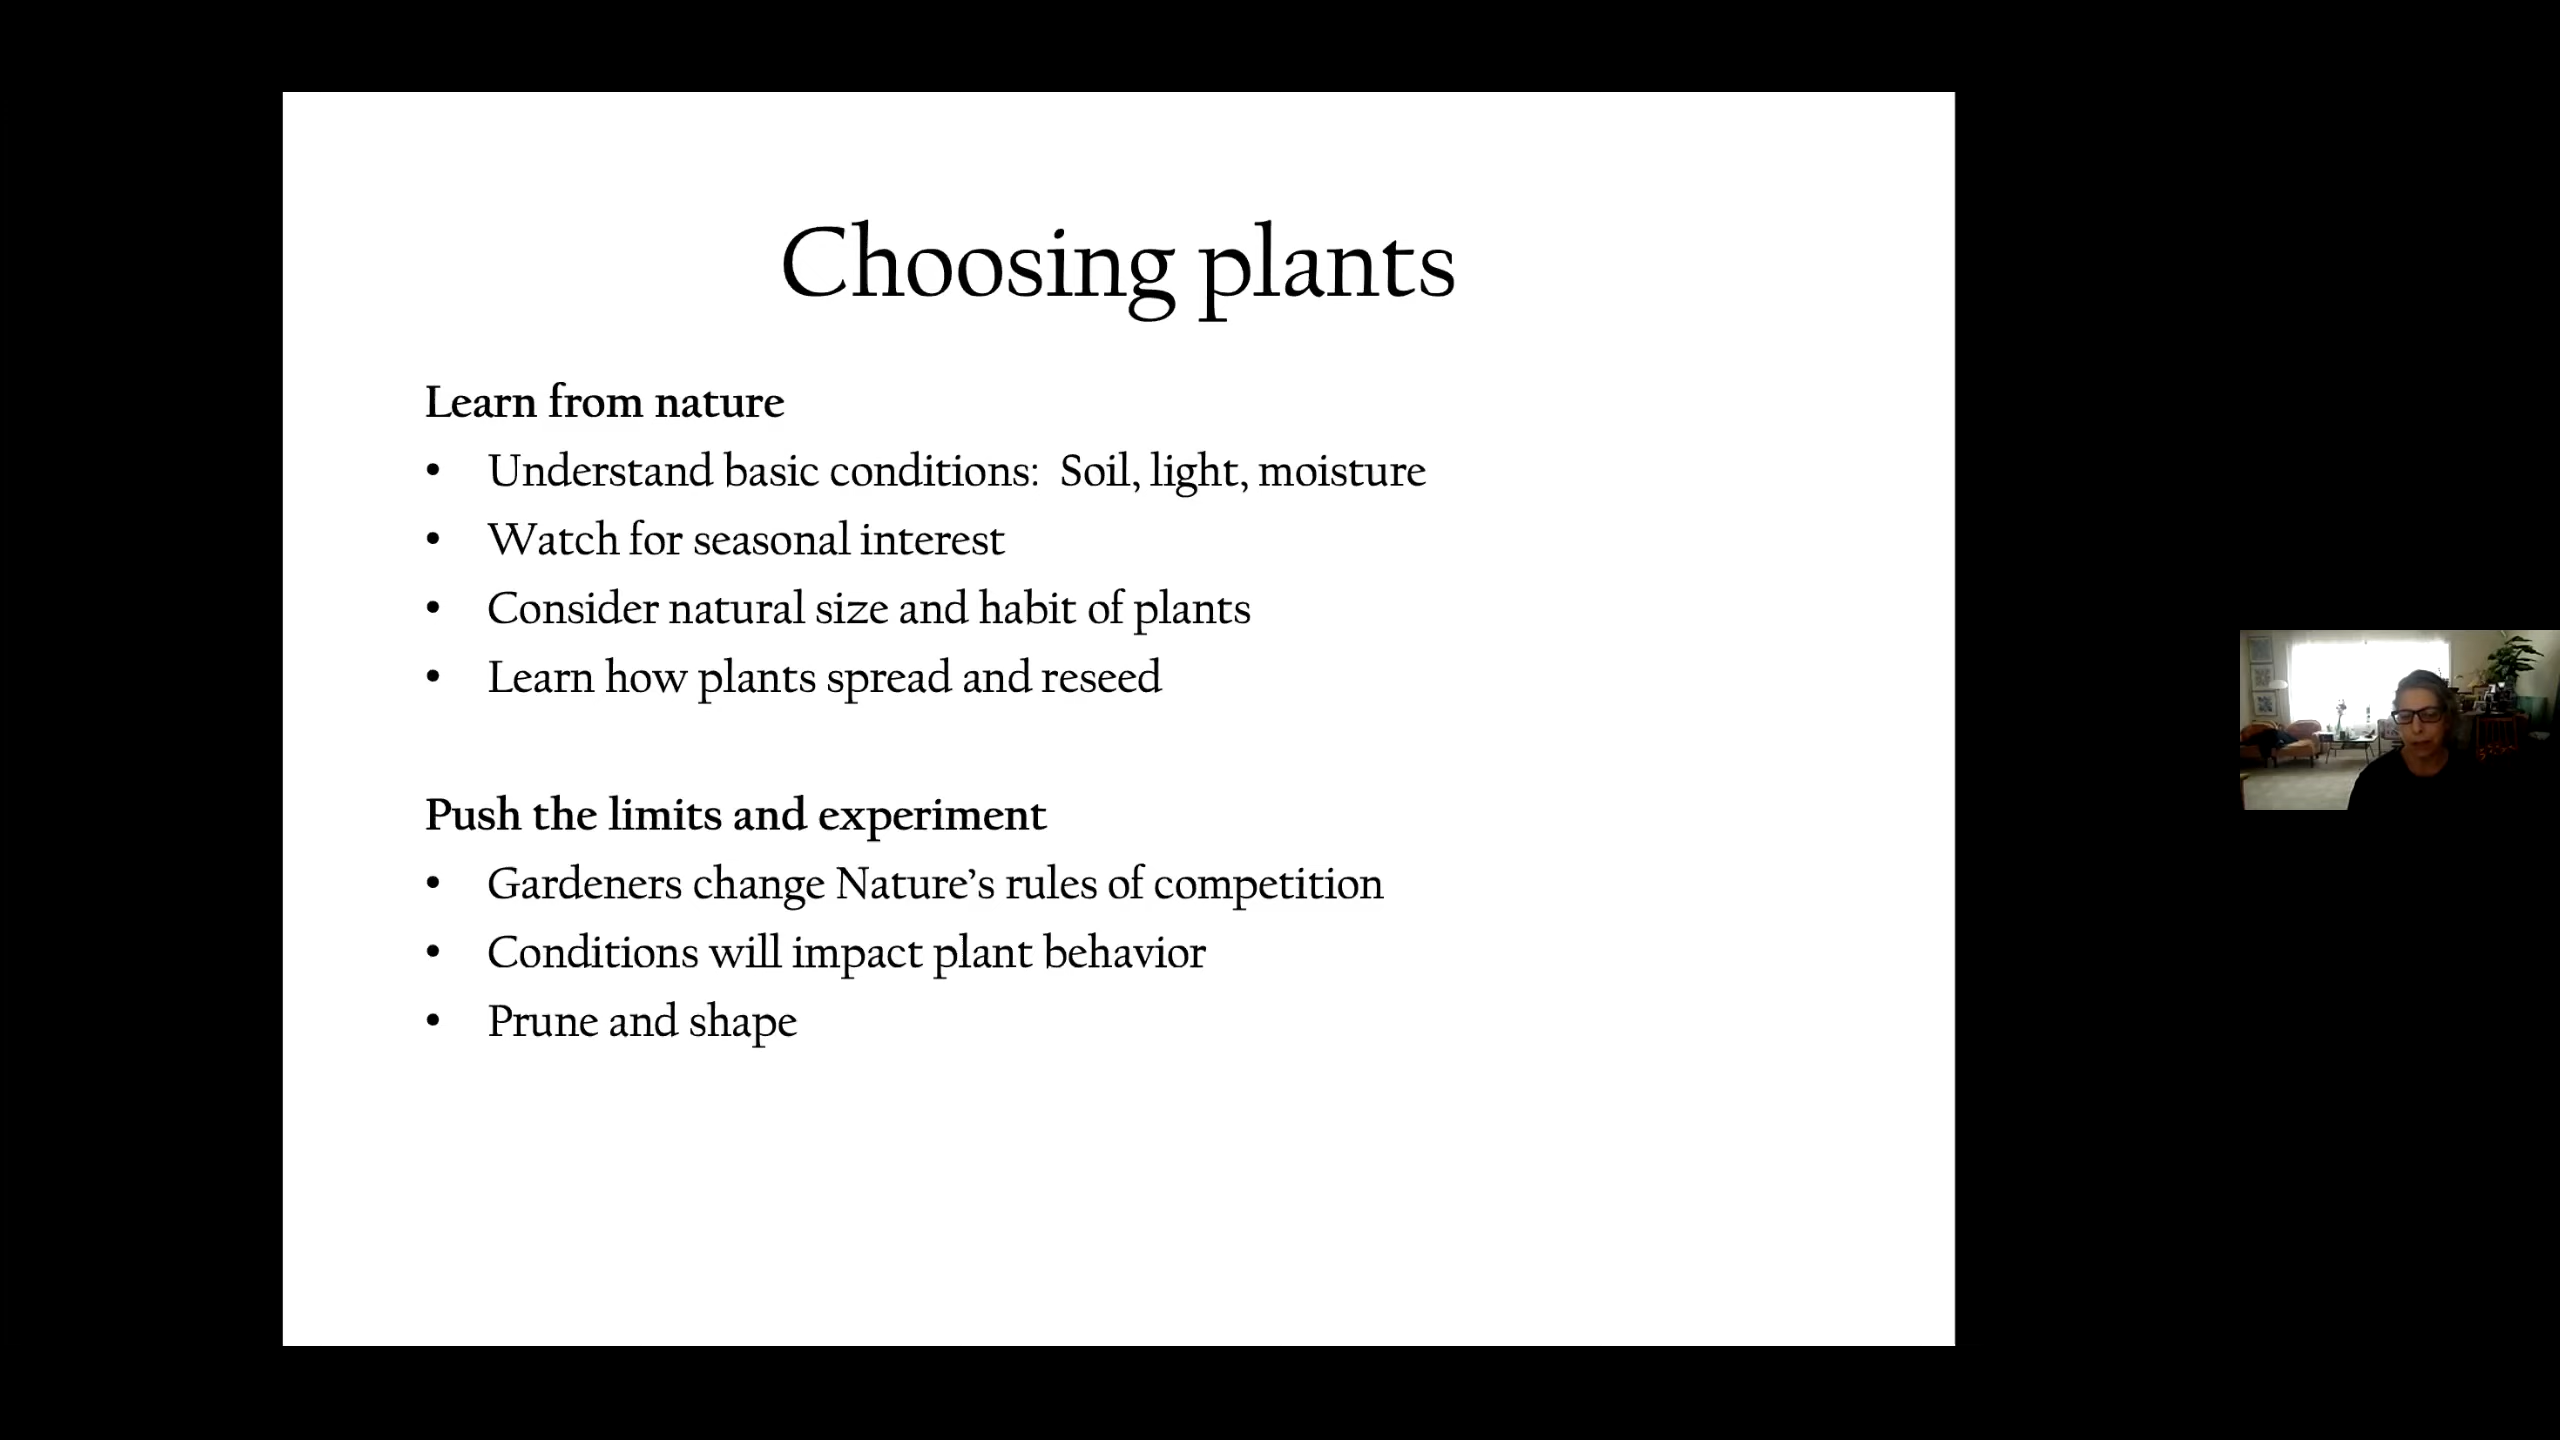 Choosing plants
Learn from nature
• Understand basic conditions:  Soil, light, moisture
• Watch for seasonal interest
• Consider natural size and habit of plants
• Learn how plants spread and reseed
Push the limits and experiment
• Gardeners change Nature’s rules of competition
• Conditions will impact plant behavior
• Prune and shape